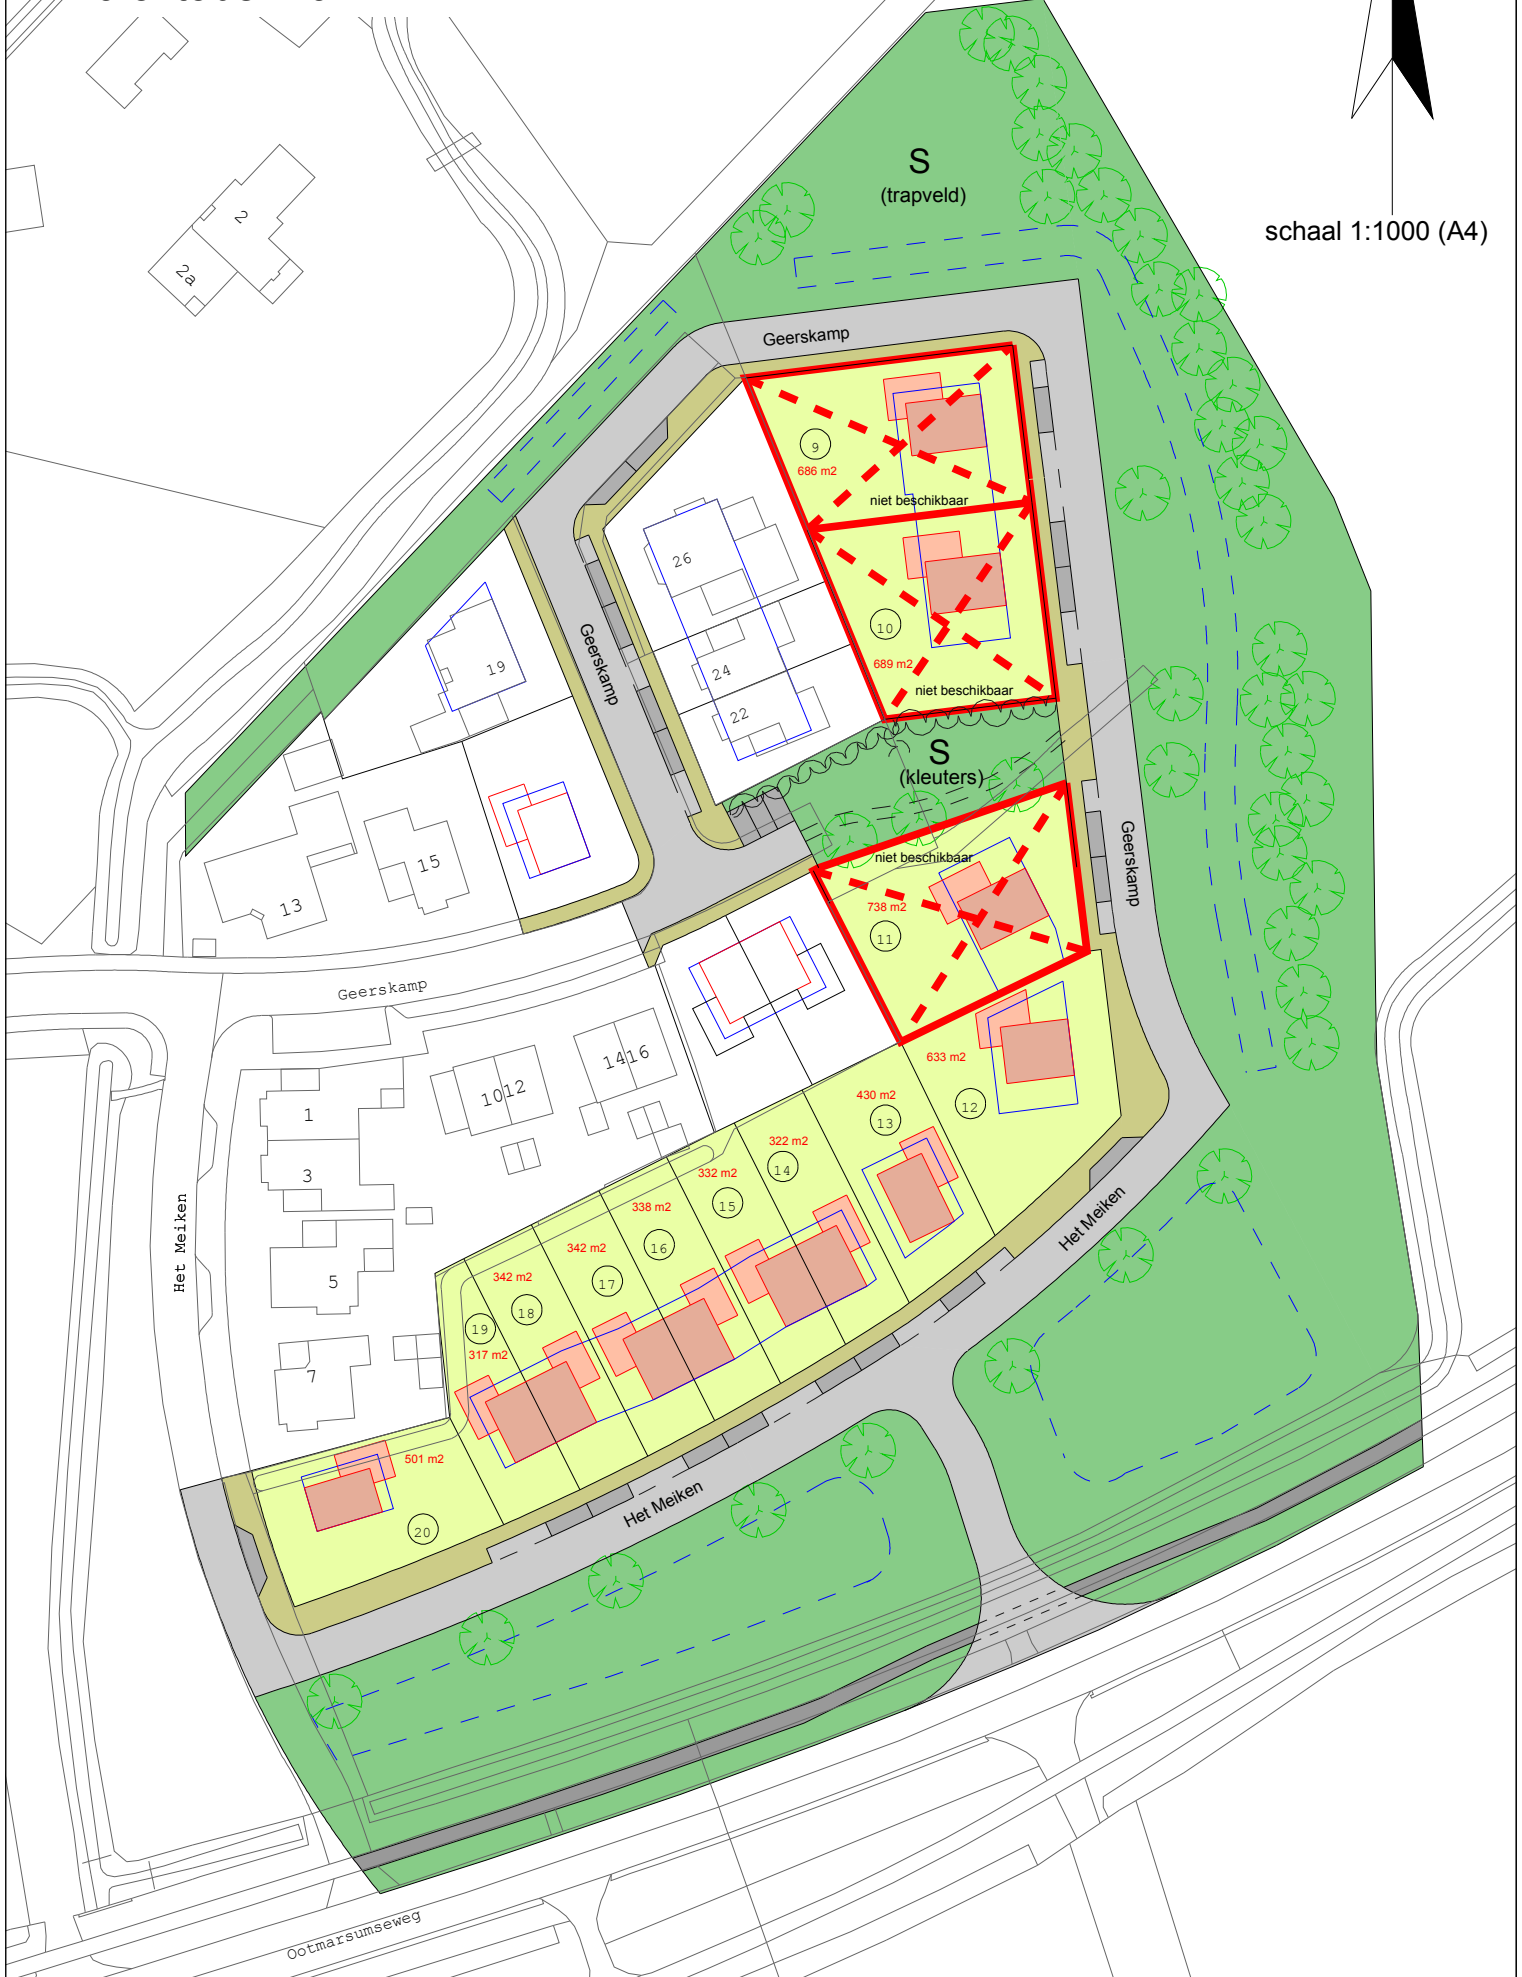 S
(trapveld)
schaal 1:1000 (A4)
2
2a
Geerskamp
9
686 m2
niet beschikbaar
26
10
689 m2
niet beschikbaar
Geerskamp
19
24
22
S
(kleuters)
niet beschikbaar
738 m2
11
Geerskamp
15
13
Geerskamp
1416
1012
633 m2
12
430 m2
13
1
3
322 m2
14
332 m2
15
338 m2
16
342 m2
17
342 m2
18
19
317 m2
Het Meiken
Het Meiken
5
7
501 m2
20
Het Meiken
Ootmarsumseweg